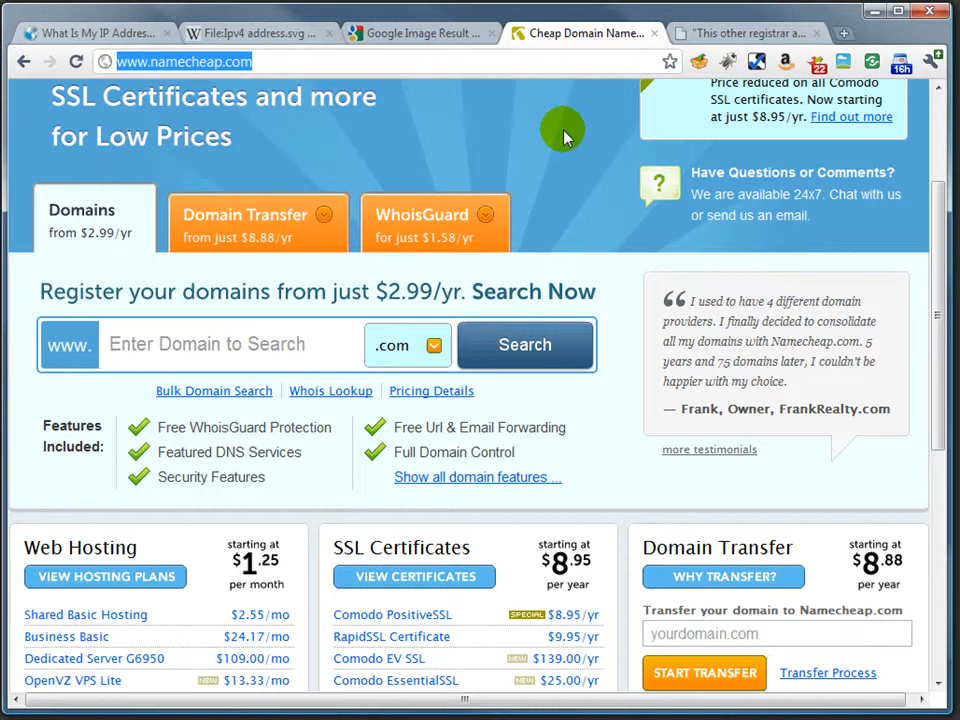 What Is My IP Addres...
File:Ipv4 address.svg ...
Google Image Result ...
Cheap Domain Name...
"This other registrar a...
www.namecheap.com
22
16h
SSL Certificates and more
for Low Prices
Price reduced on all Comodo
SSL certificates. Now starting
at just $8.95/yr. Find out more
Have Questions or Comments?
We are available 24x7. Chat with us
or send us an email.
Domains
from $2.99/yr
Domain Transfer
from just $8.88/yr
WhoisGuard
for just $1.58/yr
Register your domains from just $2.99/yr. Search Now
www.
Enter Domain to Search
.com
Search
Bulk Domain Search
Whois Lookup
Pricing Details
Features
Included:
Free WhoisGuard Protection
Featured DNS Services
Security Features
Free Url & Email Forwarding
Full Domain Control
Show all domain features ...
I used to have 4 different domain
providers. I finally decided to consolidate
all my domains with Namecheap.com. 5
years and 75 domains later, I couldn't be
happier with my choice.
— Frank, Owner, FrankRealty.com
more testimonials
Web Hosting
starting at
$1.25
per month
VIEW HOSTING PLANS
Shared Basic Hosting $2.55/mo
Business Basic $24.17/mo
Dedicated Server G6950 $109.00/mo
OpenVZ VPS Lite NEW $13.33/mo
SSL Certificates
starting at
$8.95
per year
VIEW CERTIFICATES
Comodo PositiveSSL SPECIAL $8.95/yr
RapidSSL Certificate $9.95/yr
Comodo EV SSL NEW $139.00/yr
Comodo EssentialSSL NEW $25.00/yr
Domain Transfer
starting at
$8.88
per year
WHY TRANSFER?
Transfer your domain to Namecheap.com
yourdomain.com
START TRANSFER
Transfer Process